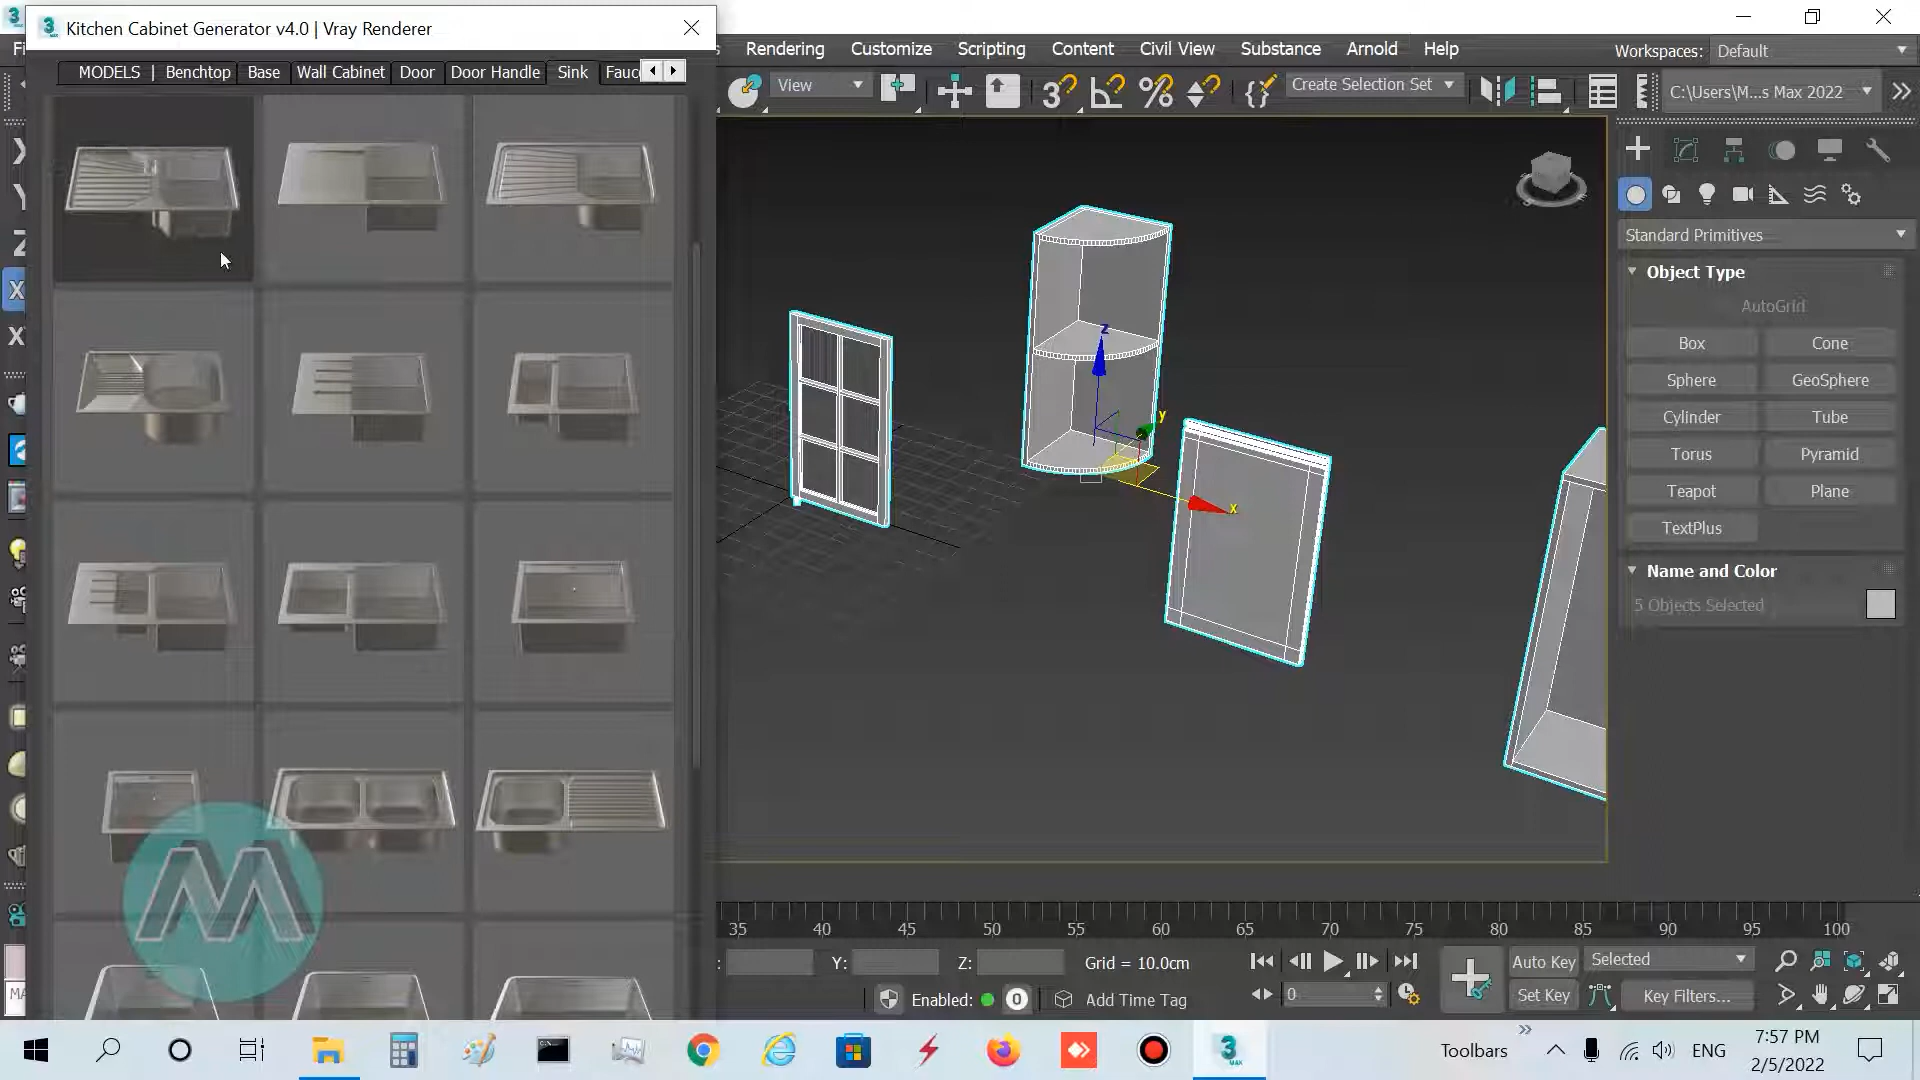 Kitchen Cabinet Generator v4.0 | Vray Renderer
MODELS | Benchtop Base Wall Cabinet Door Door Handle Sink Fauc
Rendering Customize Scripting Content Civil View Substance Arnold Help
Workspaces: Default
View
Create Selection Set
C:\Users\M...s Max 2022
Standard Primitives
Object Type
AutoGrid
Box Cone
Sphere GeoSphere
Cylinder Tube
Torus Pyramid
Teapot Plane
TextPlus
Name and Color
5 Objects Selected
z
y
x
35 40 45 50 55 60 65 70 75 80 85 90 95 100
Y: Z: Grid = 10.0cm
Auto Key Selected
Enabled: 0 Add Time Tag
0
Set Key Key Filters...
Toolbars
ENG
7:57 PM
2/5/2022